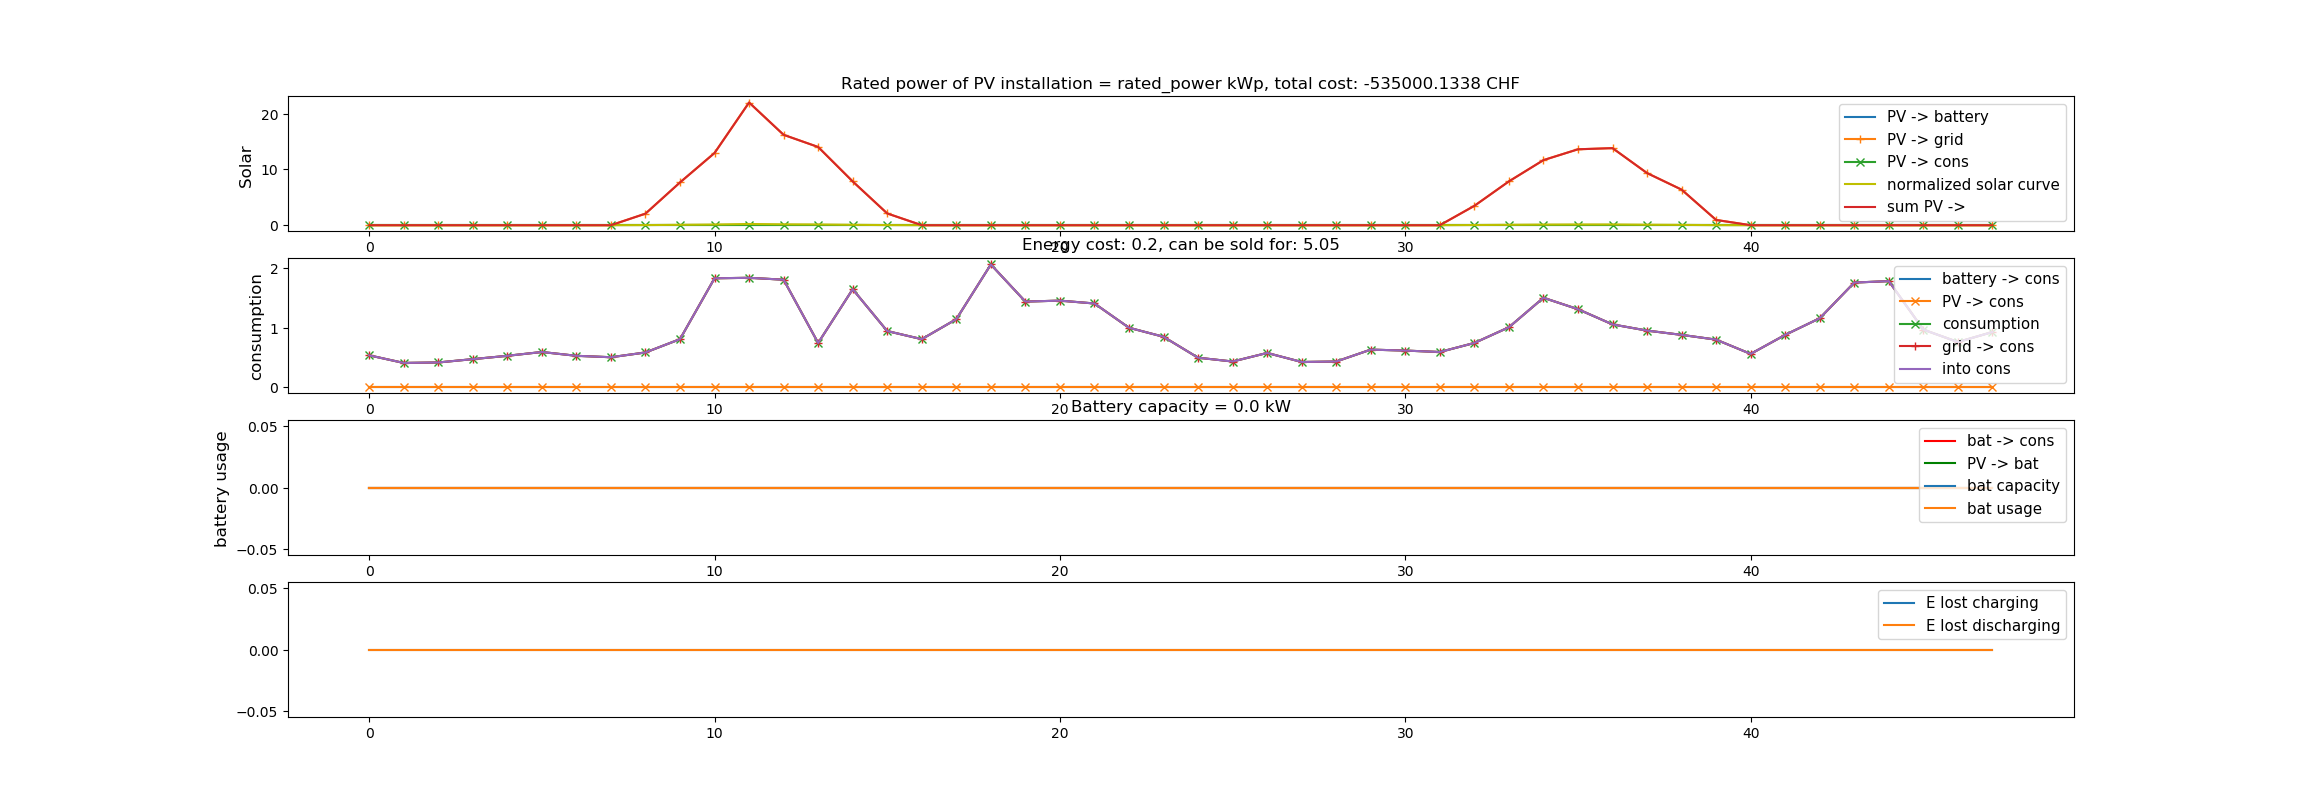 Rated power of PV installation = rated_power kWp, total cost: -535000.1338 CHF
20
10
0
Solar
PV -> battery
PV -> grid
PV -> cons
normalized solar curve
sum PV ->
0 10 20 30 40
Energy cost: 0.2, can be sold for: 5.05
2
1
0
consumption
battery -> cons
PV -> cons
consumption
grid -> cons
into cons
0 10 20 30 40
Battery capacity = 0.0 kW
0.05
0.00
−0.05
battery usage
bat -> cons
PV -> bat
bat capacity
bat usage
0 10 20 30 40
0.05
0.00
−0.05
E lost charging
E lost discharging
0 10 20 30 40